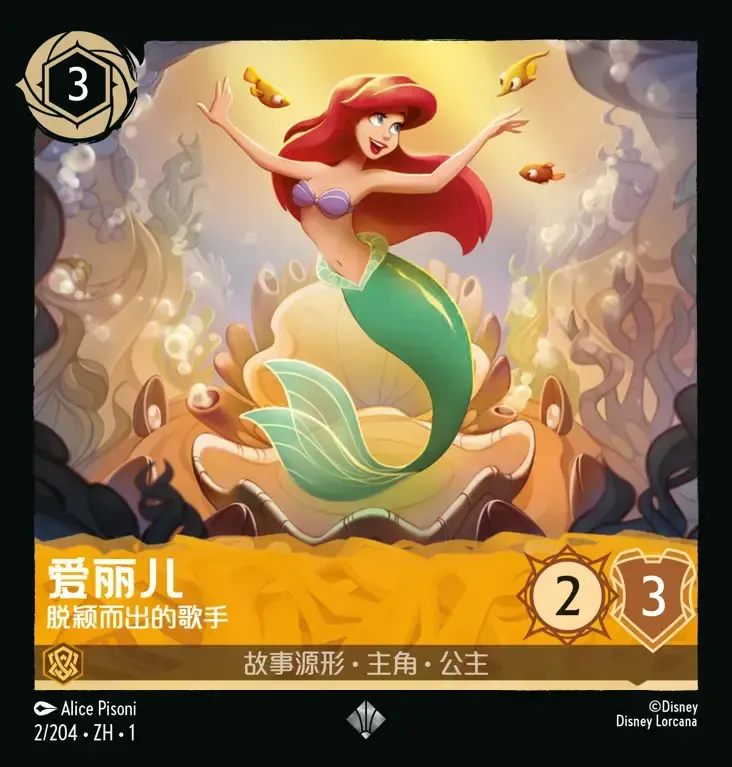 3
爱丽儿
脱颖而出的歌手
2
3
故事源形 · 主角 · 公主
Alice Pisoni
2/204 · ZH · 1
©Disney
Disney Lorcana